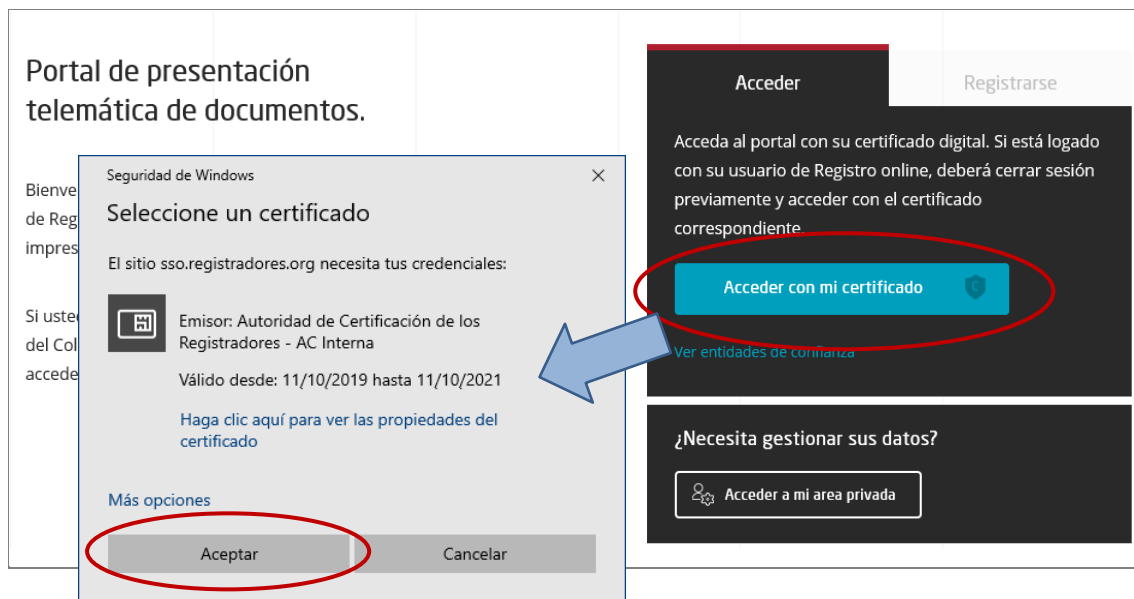 Portal de presentación
telemática de documentos.
Bienve
de Reg
impres
Si uste
del Col
accede
Seguridad de Windows
Seleccione un certificado
El sitio sso.registradores.org necesita tus credenciales:
Emisor: Autoridad de Certificación de los
Registradores - AC Interna
Válido desde: 11/10/2019 hasta 11/10/2021
Haga clic aquí para ver las propiedades del
certificado
Más opciones
Aceptar
Cancelar
Acceder
Registrarse
Acceda al portal con su certificado digital. Si está logado
con su usuario de Registro online, deberá cerrar sesión
previamente y acceder con el certificado
correspondiente.
Acceder con mi certificado
Ver entidades de confianza
¿Necesita gestionar sus datos?
Acceder a mi area privada